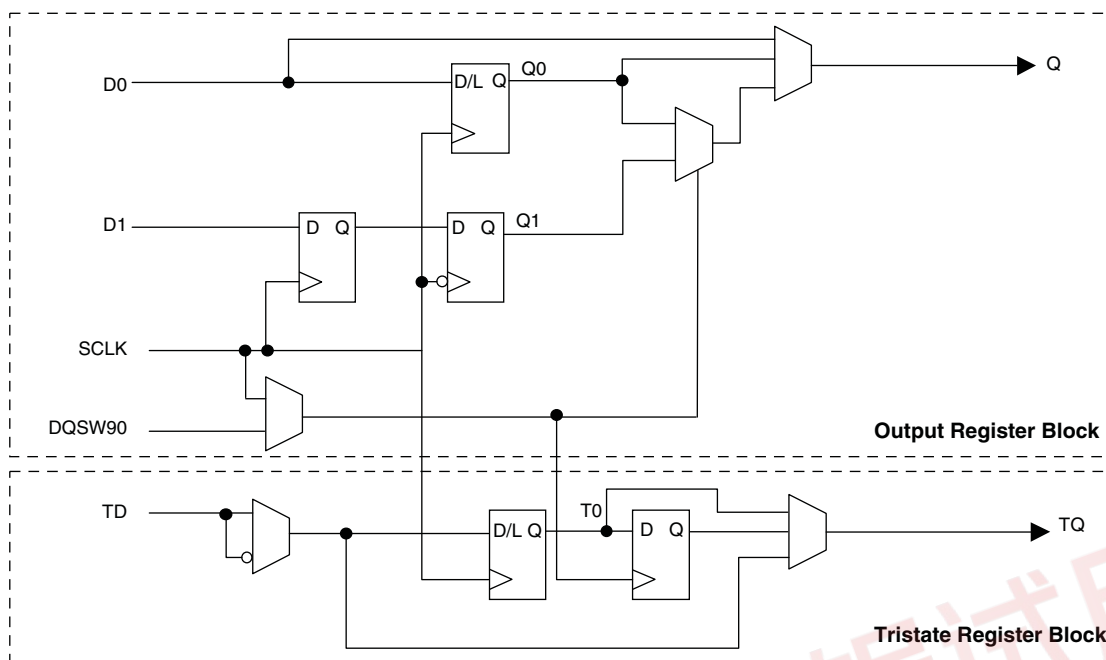 D0
D/L Q
Q0
Q
D1
D Q
D Q
Q1
SCLK
DQSW90
Output Register Block
TD
D/L Q
T0
D Q
TQ
Tristate Register Block